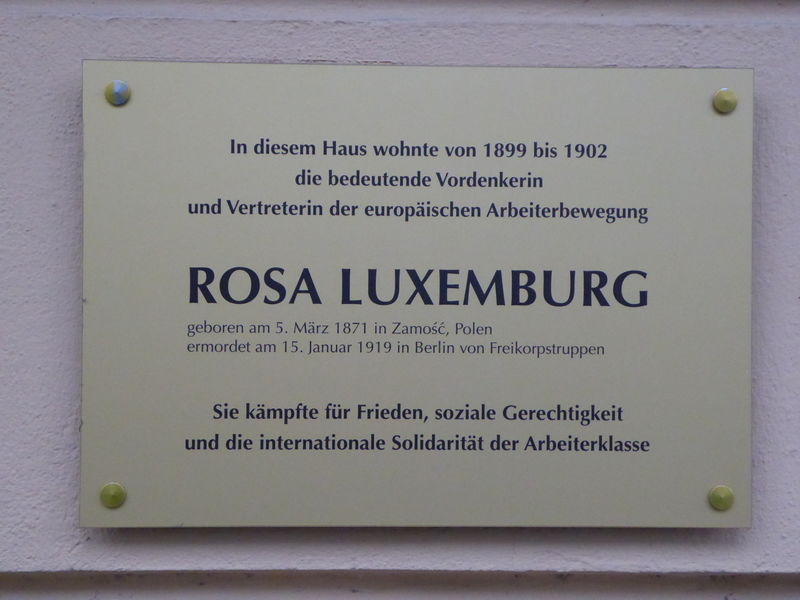 In diesem Haus wohnte von 1899 bis 1902
die bedeutende Vordenkerin
und Vertreterin der europäischen Arbeiterbewegung
ROSA LUXEMBURG
geboren am 5. März 1871 in Zamość, Polen
ermordet am 15. Januar 1919 in Berlin von Freikorpstruppen
Sie kämpfte für Frieden, soziale Gerechtigkeit
und die internationale Solidarität der Arbeiterklasse